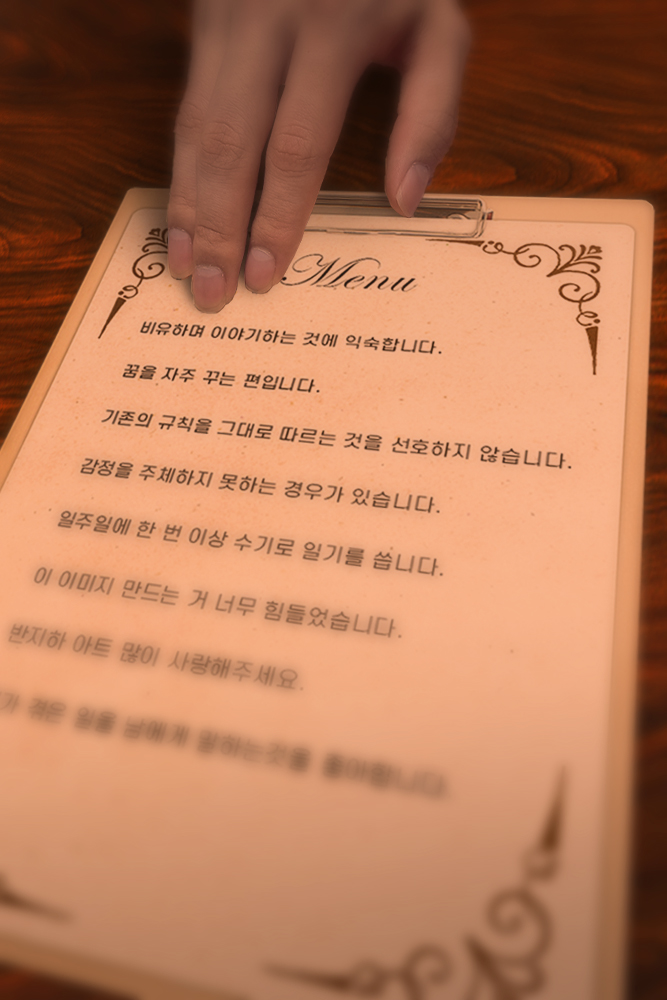 Menu
비유하며 이야기하는 것에 익숙합니다.
꿈을 자주 꾸는 편입니다.
기존의 규칙을 그대로 따르는 것을 선호하지 않습니다.
감정을 주체하지 못하는 경우가 있습니다.
일주일에 한 번 이상 수기로 일기를 씁니다.
이 이미지 만드는 거 너무 힘들었습니다.
반지하 아트 많이 사랑해주세요.
겪은 일을 남에게 말하는것을 좋아합니다.